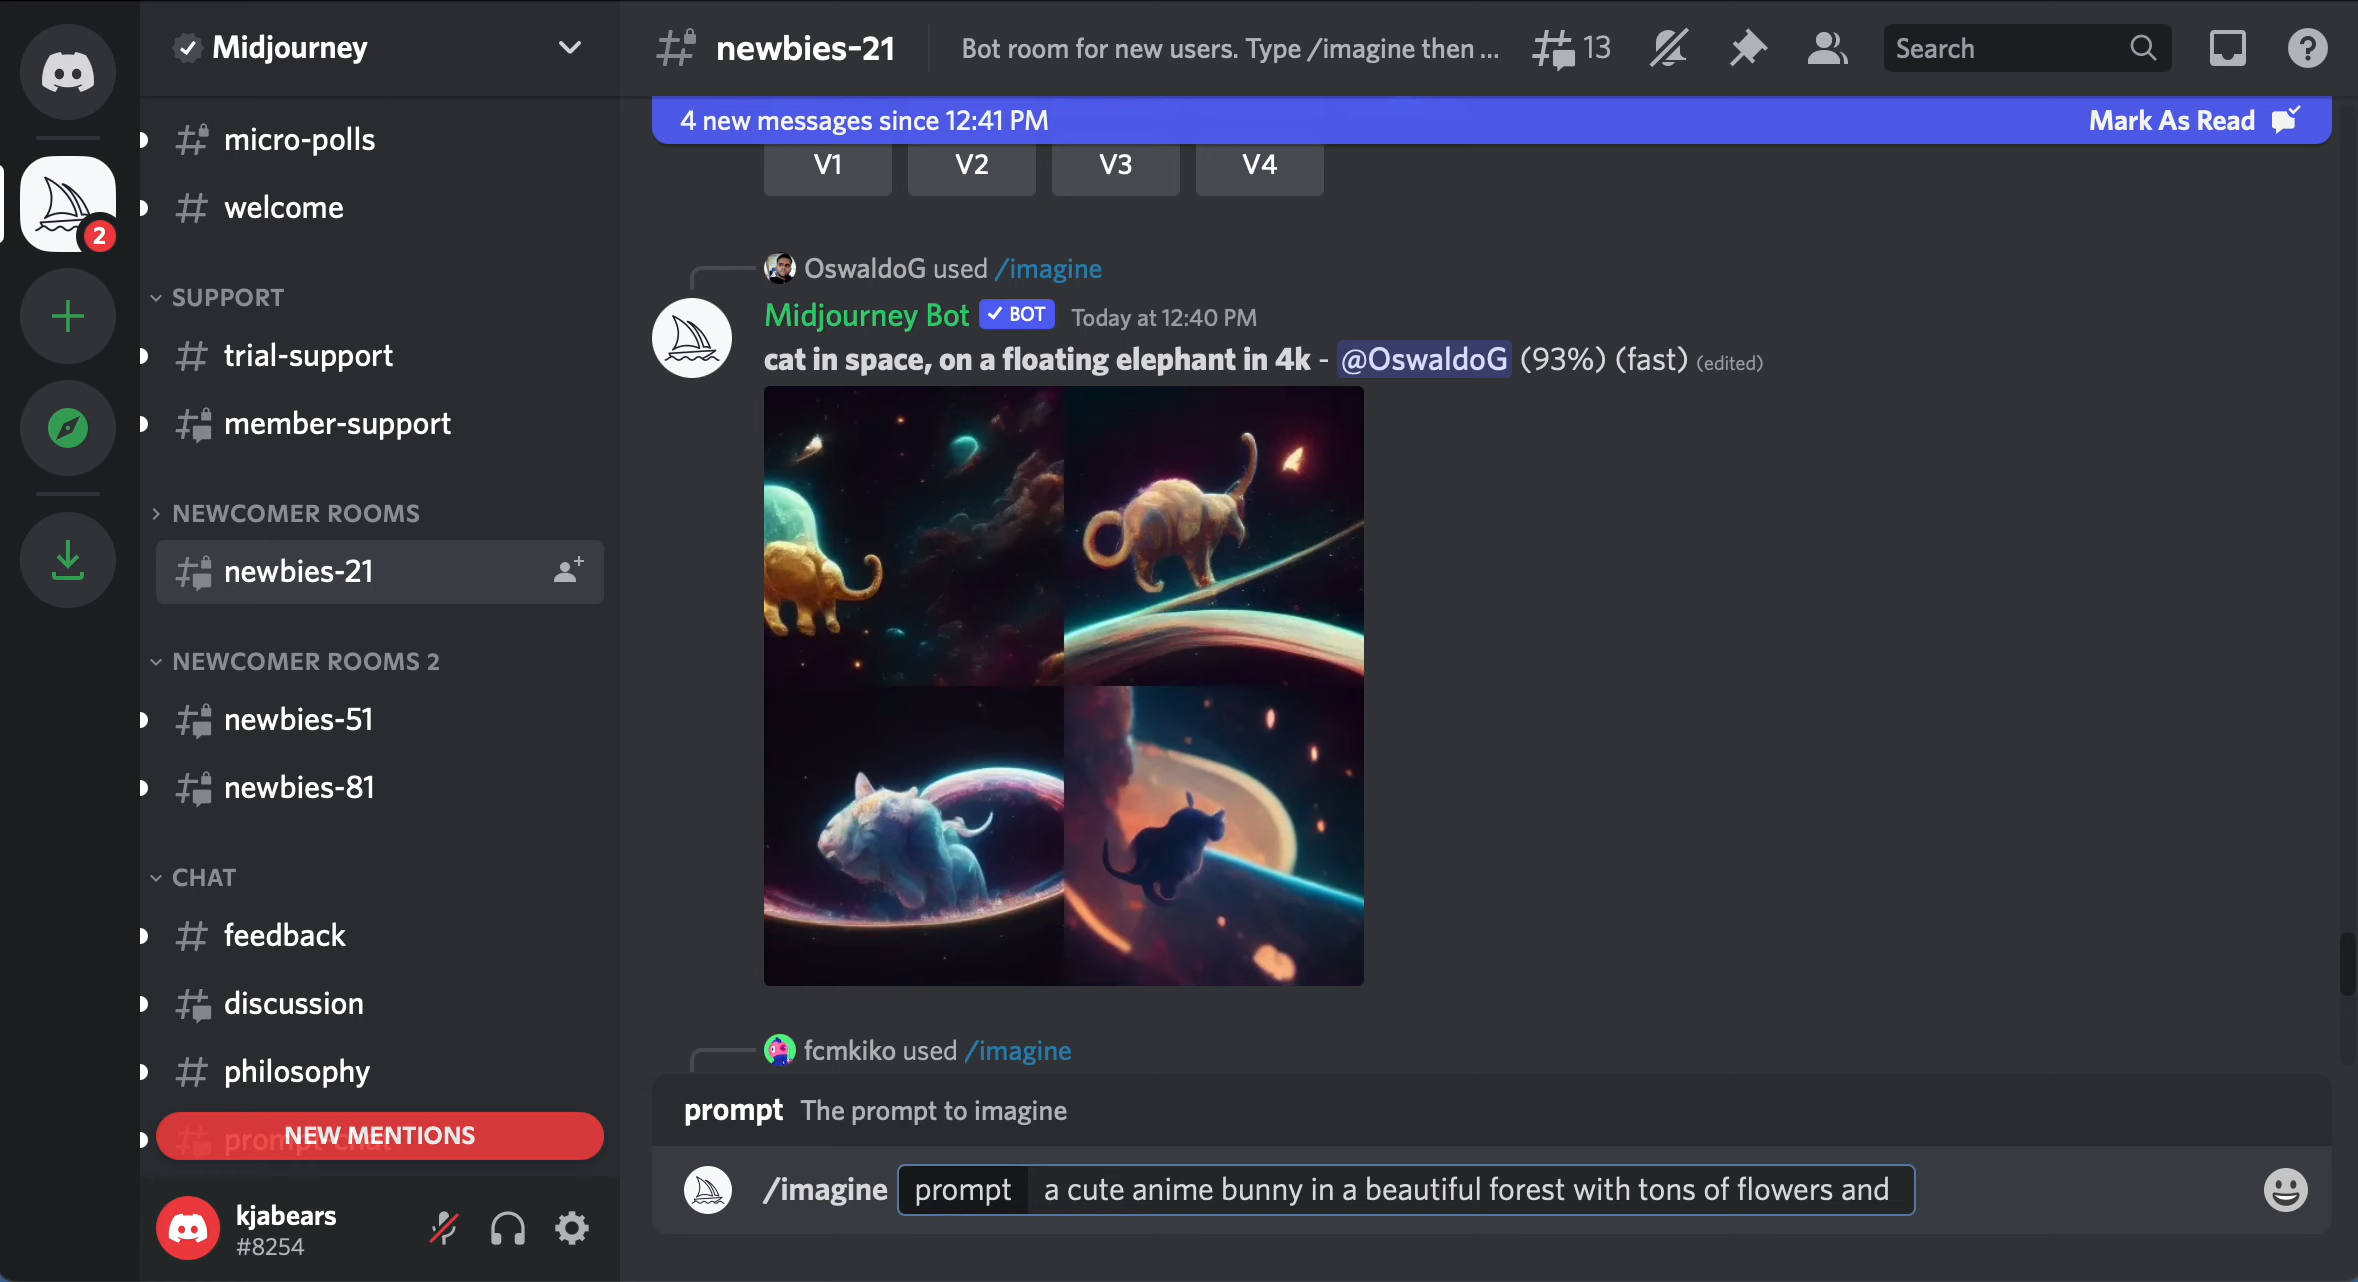 Midjourney
micro-polls
welcome
2
SUPPORT
trial-support
member-support
NEWCOMER ROOMS
newbies-21
NEWCOMER ROOMS 2
newbies-51
newbies-81
CHAT
feedback
discussion
philosophy
prompt-chat
NEW MENTIONS
kjabears
#8254
newbies-21
Bot room for new users. Type /imagine then ...
13
Search
4 new messages since 12:41 PM
Mark As Read
V1 V2 V3 V4
OswaldoG used /imagine
Midjourney Bot BOT Today at 12:40 PM
cat in space, on a floating elephant in 4k - @OswaldoG (93%) (fast) (edited)
fcmkiko used /imagine
prompt The prompt to imagine
/imagine prompt a cute anime bunny in a beautiful forest with tons of flowers and